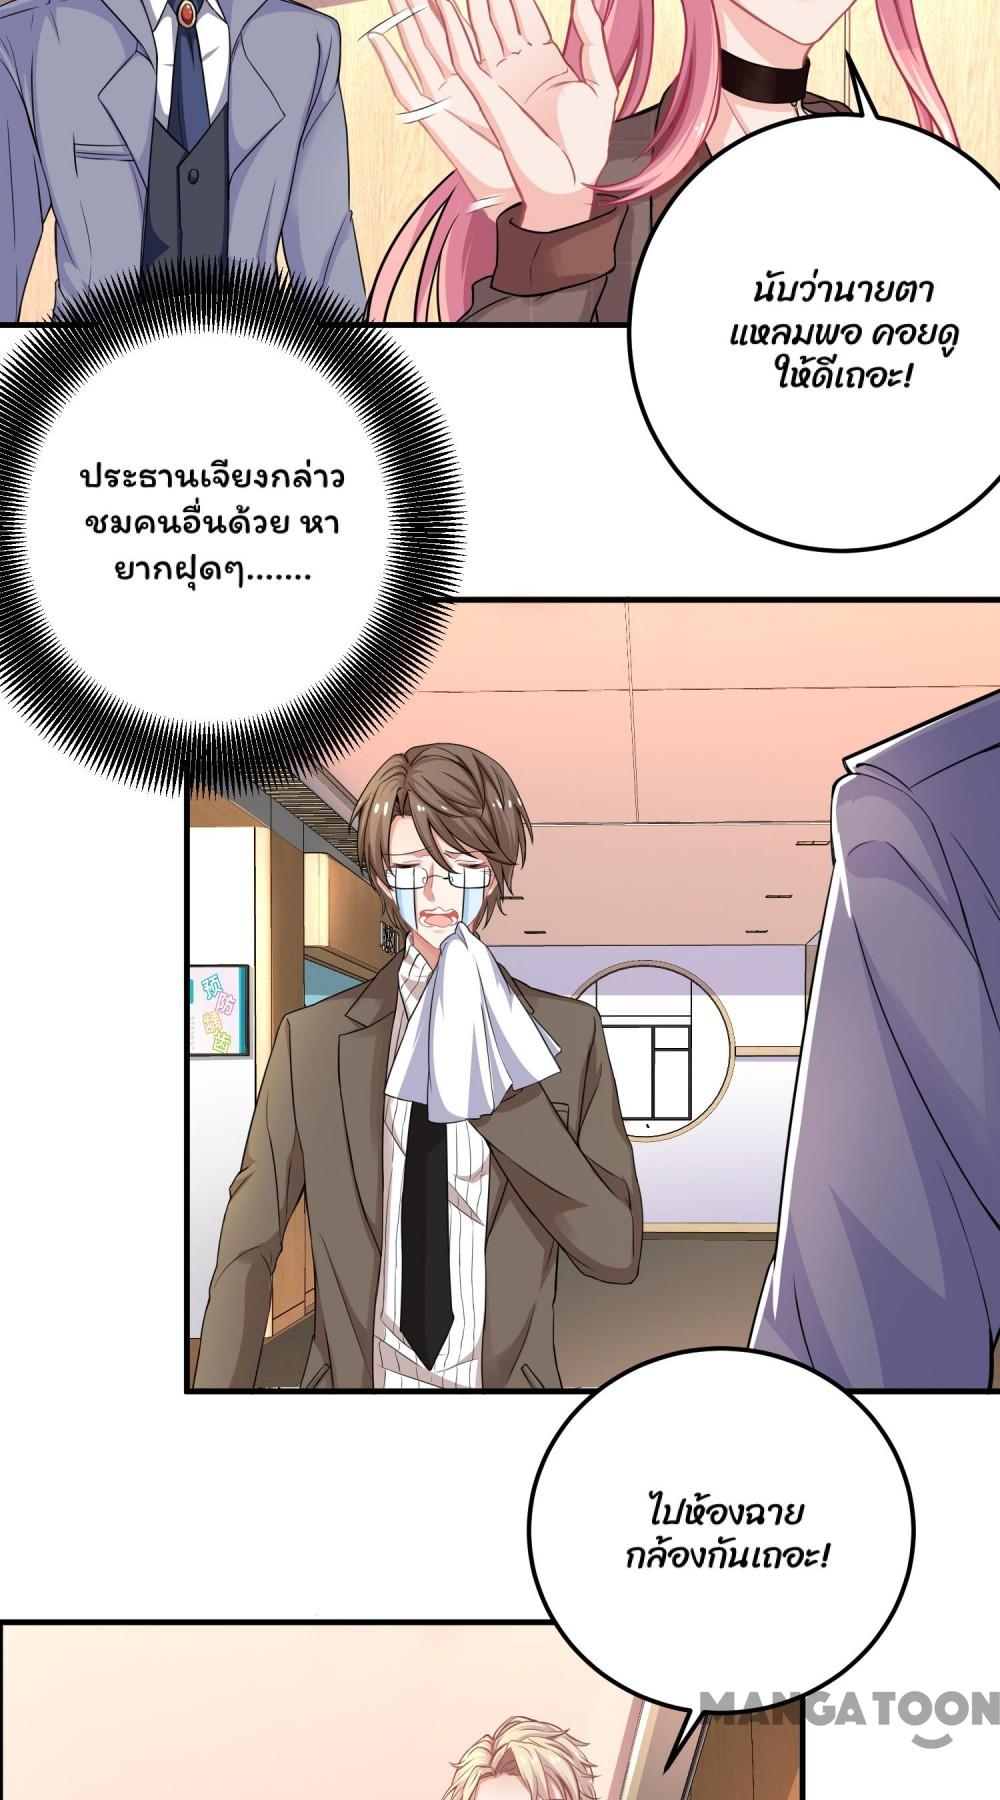 นับว่านายตา
แหลมพอ คอยดู
ให้ดีเถอะ!
ประธานเจียงกล่าว
ชมคนอื่นด้วย หา
ยากฝุดๆ.......
预防龋齿
ไปห้องฉาย
กล้องกันเถอะ!
MANGATOON